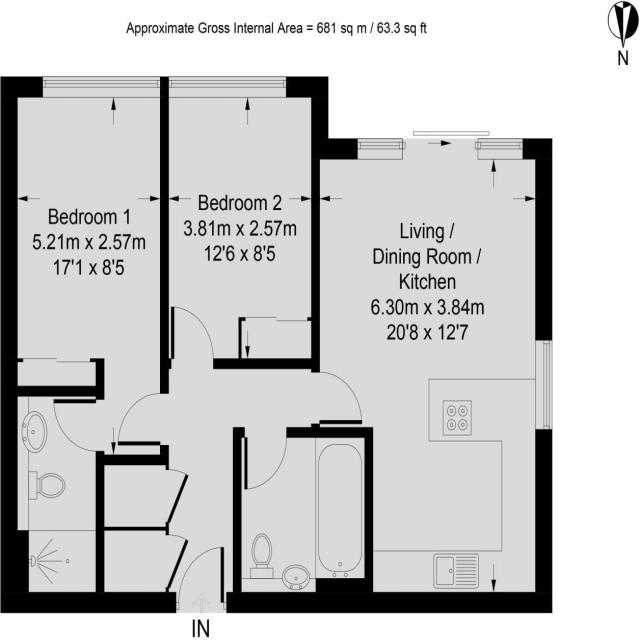 Approximate Gross Internal Area = 681 sq m / 63.3 sq ft
N
Bedroom 1
5.21m x 2.57m
17'1 x 8'5
Bedroom 2
3.81m x 2.57m
12'6 x 8'5
Living /
Dining Room /
Kitchen
6.30m x 3.84m
20'8 x 12'7
IN